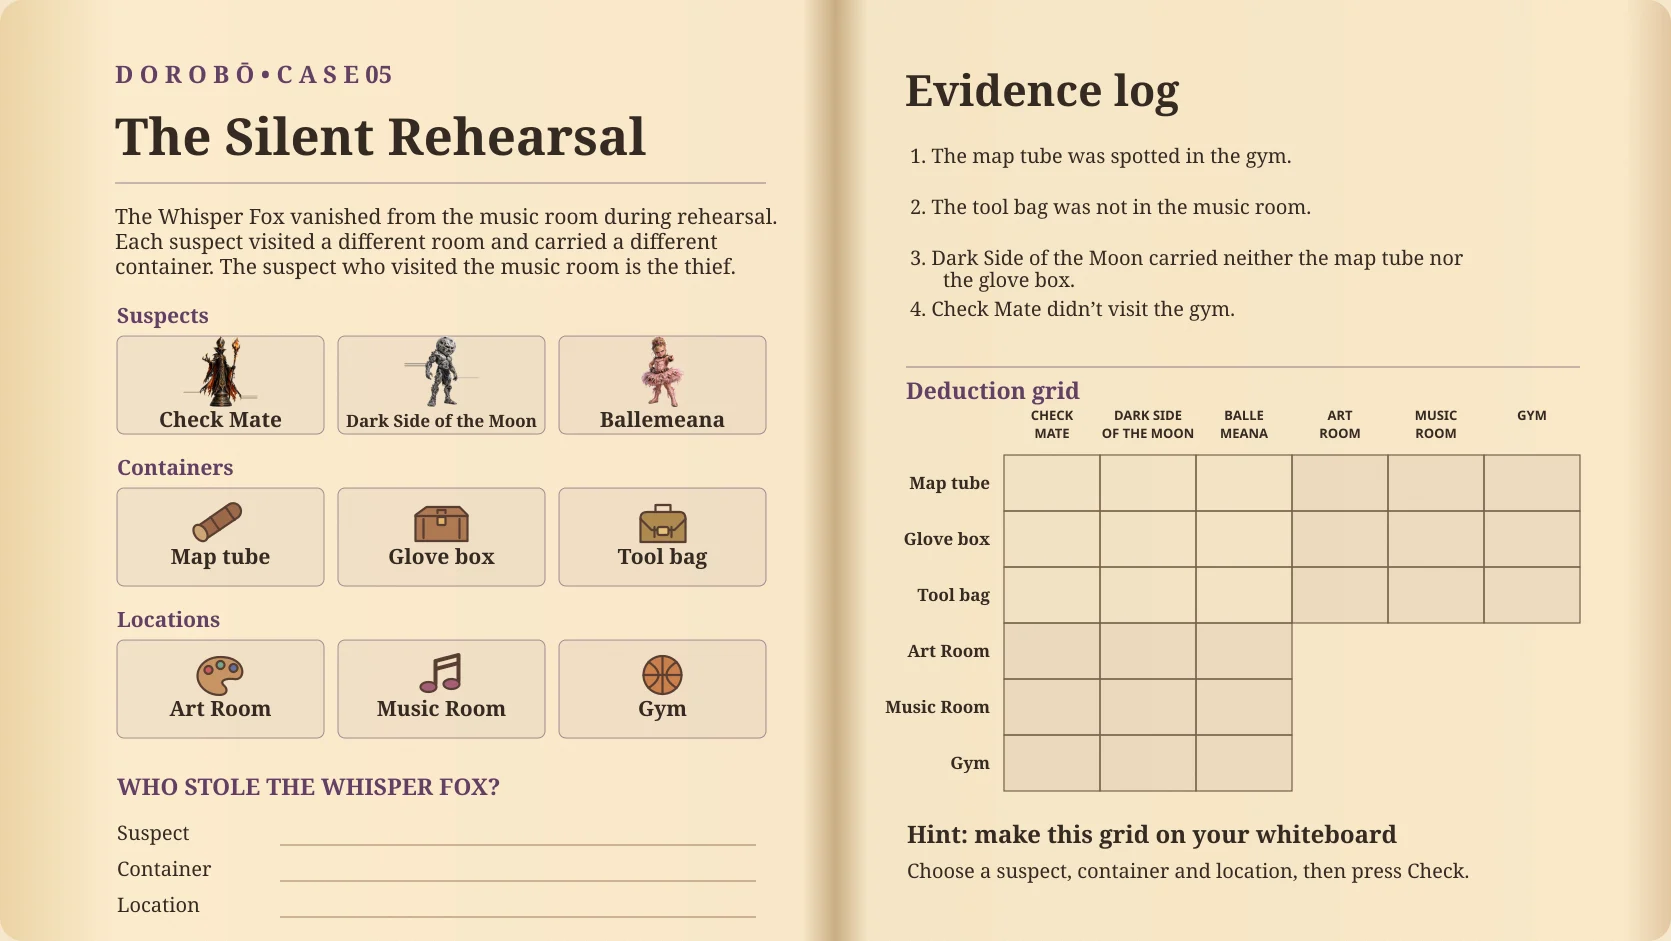 DOROBŌ • CASE 05
The Silent Rehearsal
The Whisper Fox vanished from the music room during rehearsal.
Each suspect visited a different room and carried a different
container. The suspect who visited the music room is the thief.
Suspects
Check Mate
Dark Side of the Moon
Ballemeana
Containers
Map tube
Glove box
Tool bag
Locations
Art Room
Music Room
Gym
WHO STOLE THE WHISPER FOX?
Suspect
Container
Location
Evidence log
1. The map tube was spotted in the gym.
2. The tool bag was not in the music room.
3. Dark Side of the Moon carried neither the map tube nor
the glove box.
4. Check Mate didn’t visit the gym.
Deduction grid
CHECK MATE
DARK SIDE OF THE MOON
BALLE MEANA
ART ROOM
MUSIC ROOM
GYM
Map tube
Glove box
Tool bag
Art Room
Music Room
Gym
Hint: make this grid on your whiteboard
Choose a suspect, container and location, then press Check.